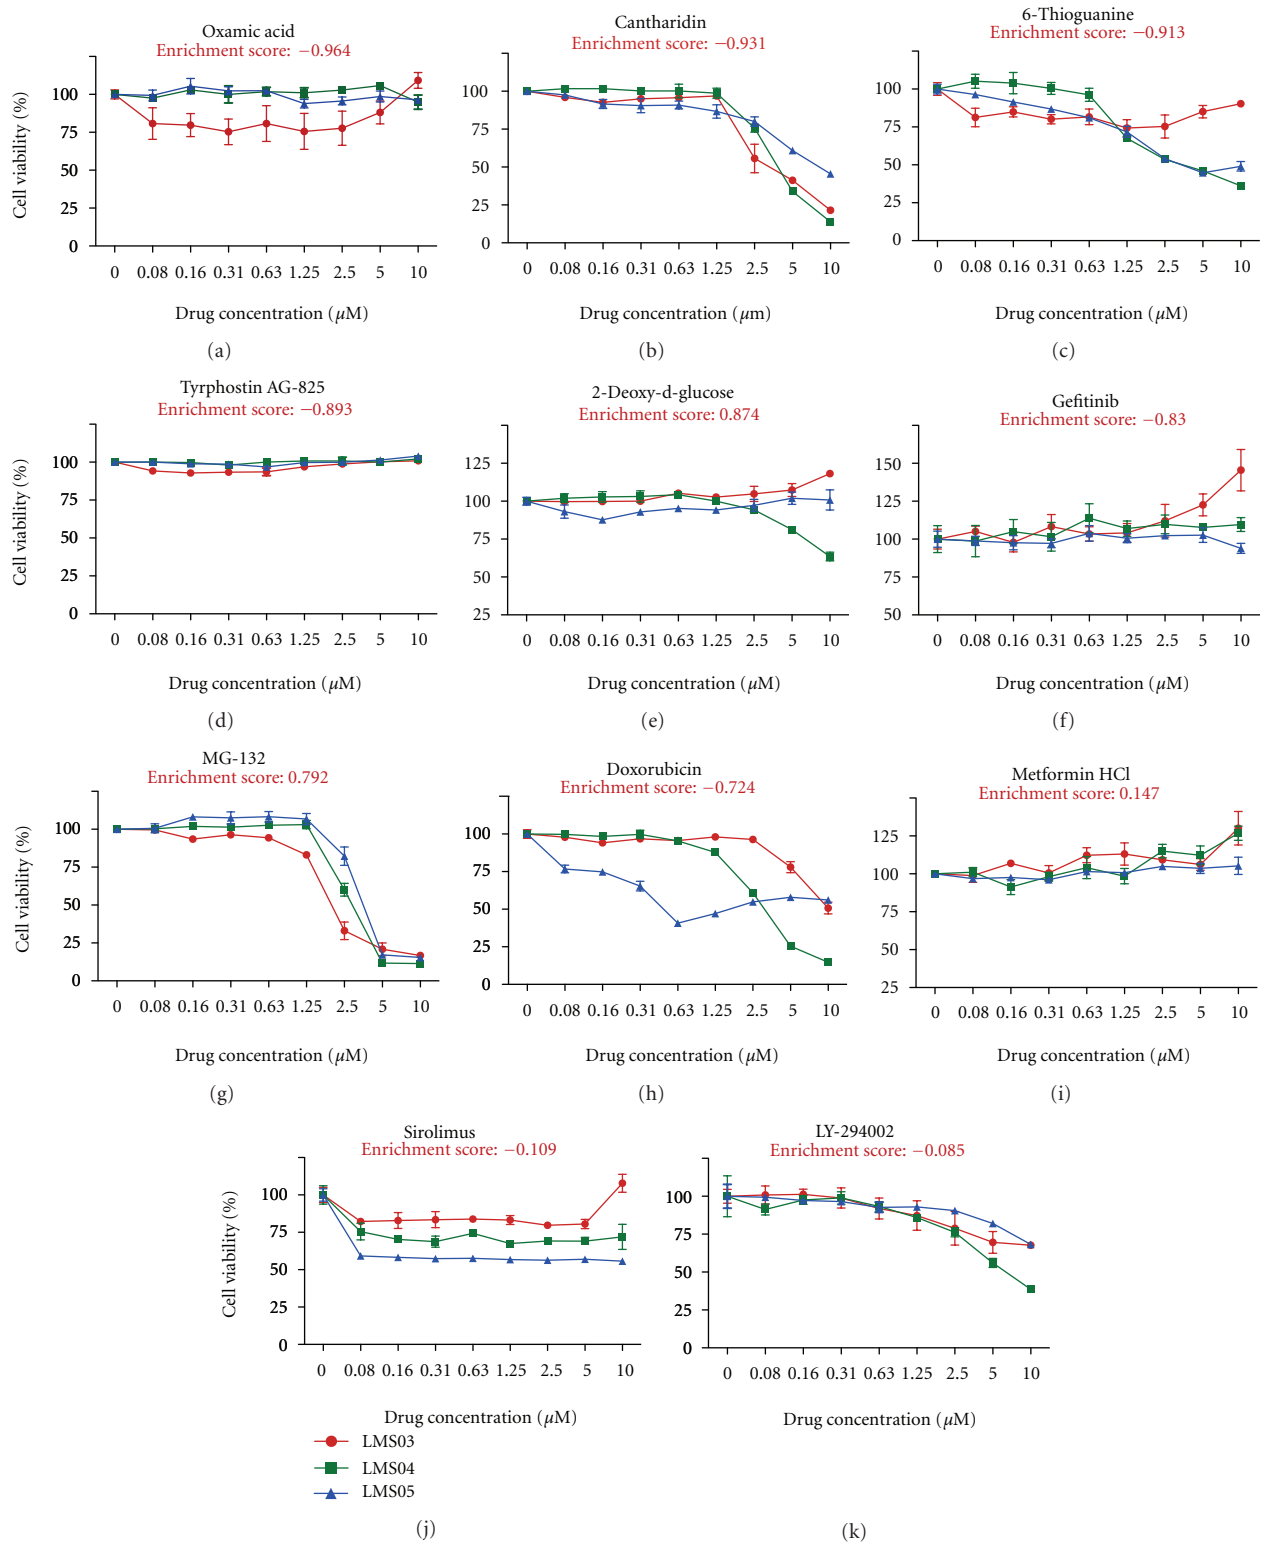 Oxamic acid
Enrichment score: −0.964
Cell viability (%)
100
75
50
25
0
0 0.08 0.16 0.31 0.63 1.25 2.5 5 10
Drug concentration (μM)
(a)
Cantharidin
Enrichment score: −0.931
100
75
50
25
0
0 0.08 0.16 0.31 0.63 1.25 2.5 5 10
Drug concentration (μm)
(b)
6-Thioguanine
Enrichment score: −0.913
100
75
50
25
0
0 0.08 0.16 0.31 0.63 1.25 2.5 5 10
Drug concentration (μM)
(c)
Tyrphostin AG-825
Enrichment score: −0.893
Cell viability (%)
100
75
50
25
0
0 0.08 0.16 0.31 0.63 1.25 2.5 5 10
Drug concentration (μM)
(d)
2-Deoxy-d-glucose
Enrichment score: 0.874
125
100
75
50
25
0 0.08 0.16 0.31 0.63 1.25 2.5 5 10
Drug concentration (μM)
(e)
Gefitinib
Enrichment score: −0.83
150
125
100
75
50
0 0.08 0.16 0.31 0.63 1.25 2.5 5 10
Drug concentration (μM)
(f)
MG-132
Enrichment score: 0.792
Cell viability (%)
100
75
50
25
0
0 0.08 0.16 0.31 0.63 1.25 2.5 5 10
Drug concentration (μM)
(g)
Doxorubicin
Enrichment score: −0.724
100
75
50
25
0
0 0.08 0.16 0.31 0.63 1.25 2.5 5 10
Drug concentration (μM)
(h)
Metformin HCl
Enrichment score: 0.147
125
100
75
50
25
0 0.08 0.16 0.31 0.63 1.25 2.5 5 10
Drug concentration (μM)
(i)
Sirolimus
Enrichment score: −0.109
Cell viability (%)
100
75
50
25
0
0 0.08 0.16 0.31 0.63 1.25 2.5 5 10
Drug concentration (μM)
LMS03
LMS04
LMS05
(j)
LY-294002
Enrichment score: −0.085
100
75
50
25
0
0 0.08 0.16 0.31 0.63 1.25 2.5 5 10
Drug concentration (μM)
(k)